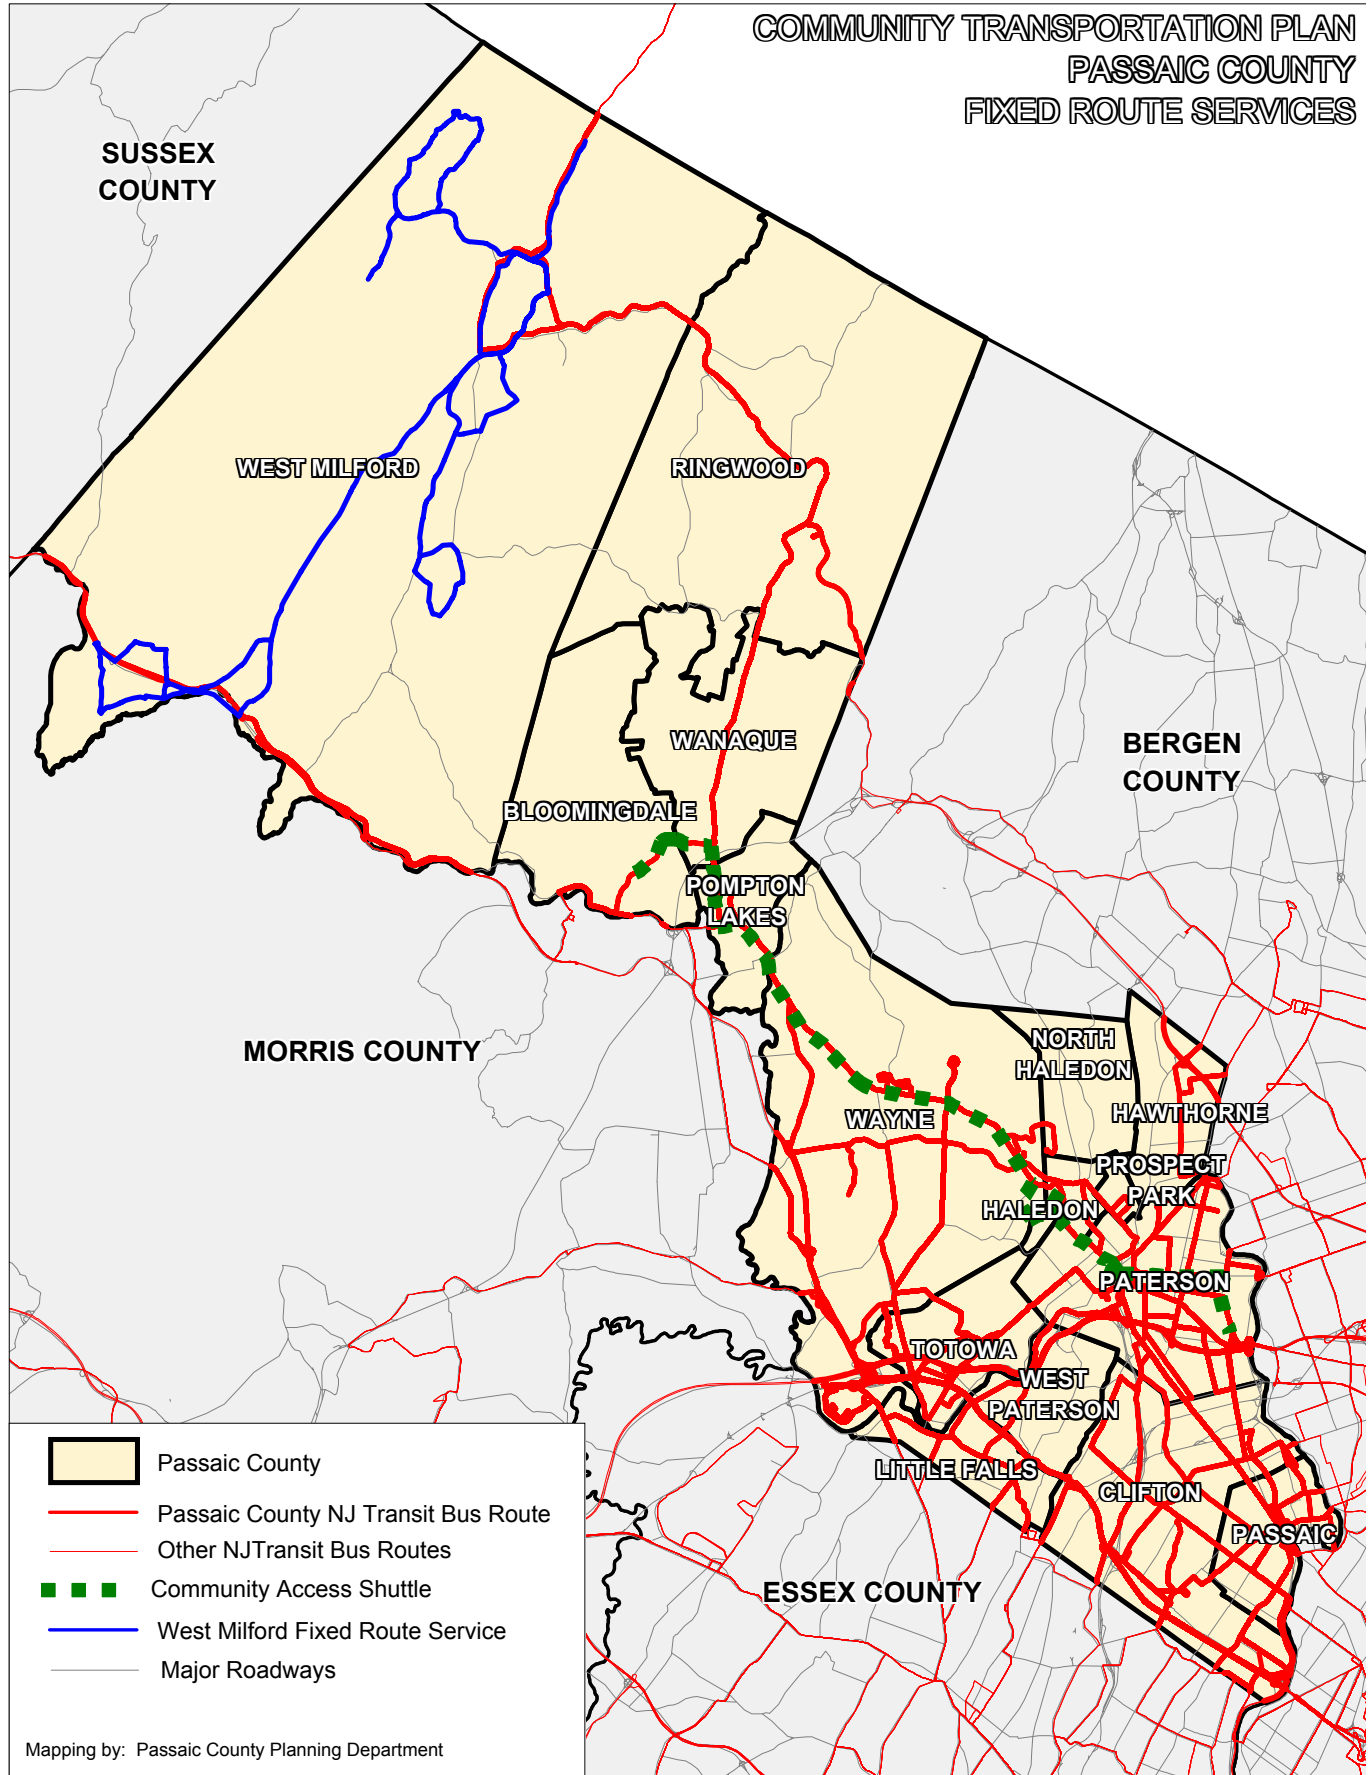 COMMUNITY TRANSPORTATION PLAN
PASSAIC COUNTY
FIXED ROUTE SERVICES
SUSSEX
COUNTY
WEST MILFORD
RINGWOOD
WANAQUE
BERGEN
COUNTY
BLOOMINGDALE
POMPTON
LAKES
MORRIS COUNTY
NORTH
HALEDON
WAYNE
HAWTHORNE
PROSPECT
PARK
HALEDON
PATERSON
TOTOWA
WEST
PATERSON
LITTLE FALLS
CLIFTON
PASSAIC
ESSEX COUNTY
Passaic County
Passaic County NJ Transit Bus Route
Other NJTransit Bus Routes
Community Access Shuttle
West Milford Fixed Route Service
Major Roadways
Mapping by: Passaic County Planning Department